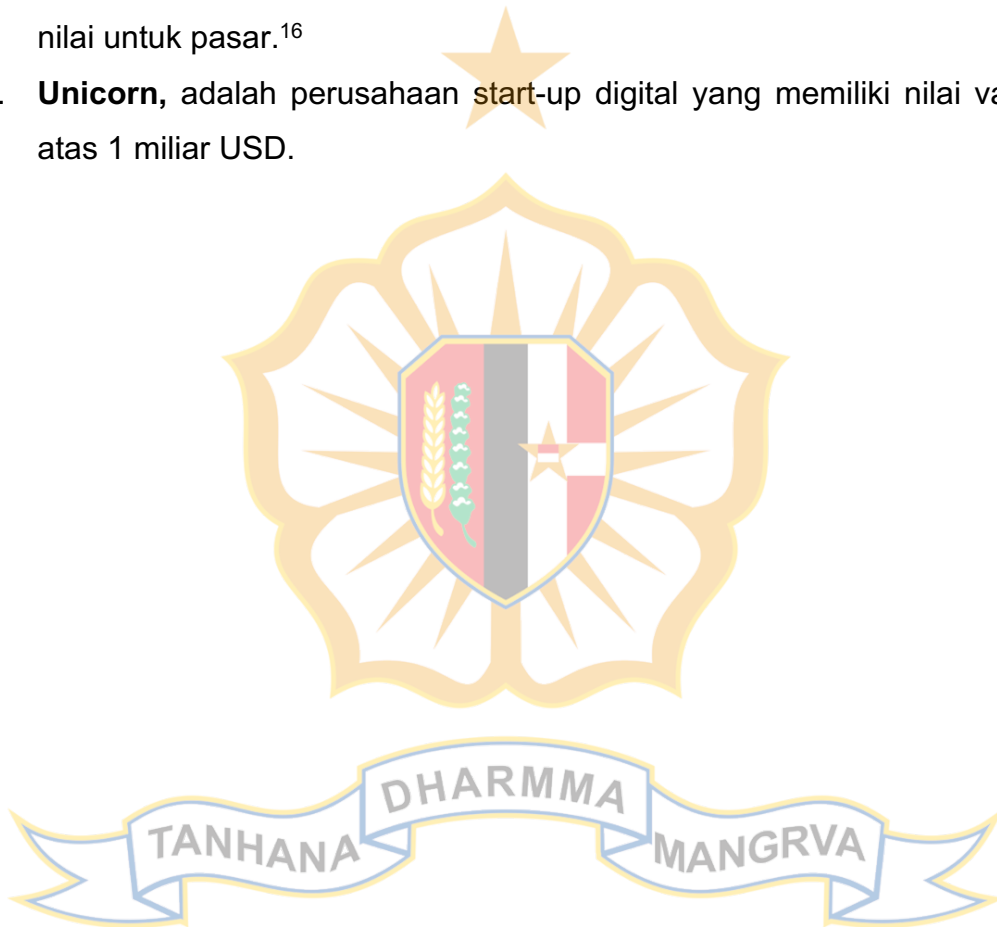 nilai untuk pasar.16
. Unicorn, adalah perusahaan start-up digital yang memiliki nilai
atas 1 miliar USD.
DHARMMA
TANHANA MANGRVA